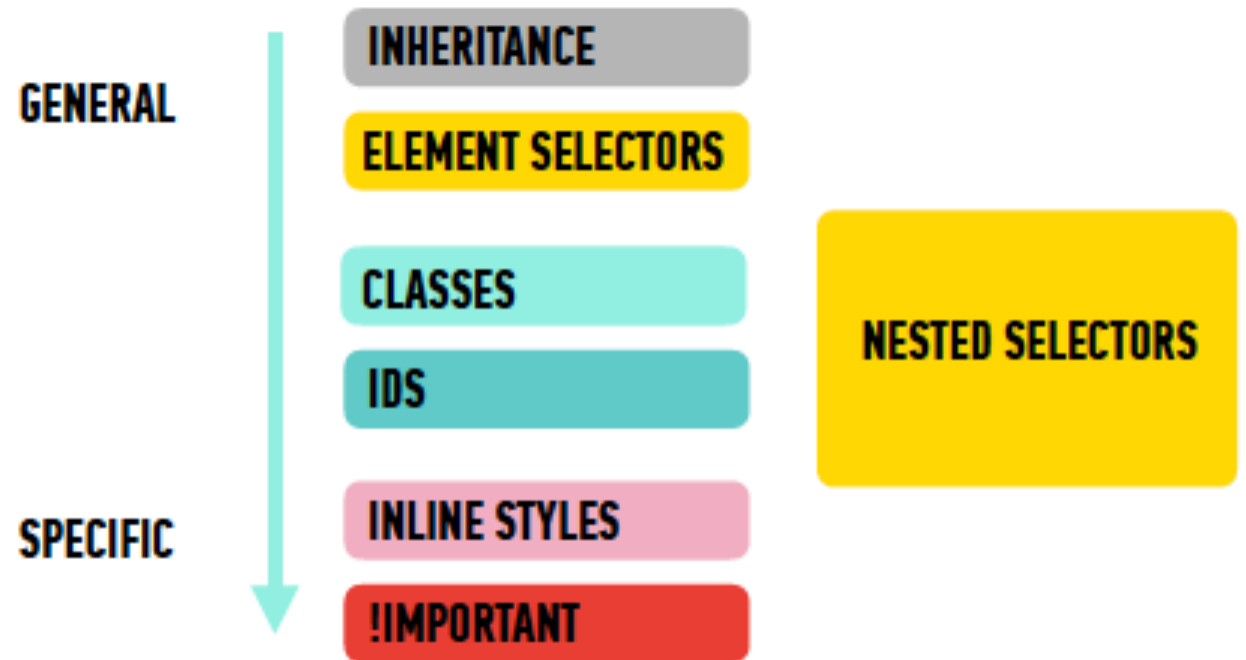 INHERITANCE
GENERAL
ELEMENT SELECTORS
CLASSES
NESTED SELECTORS
IDS
INLINE STYLES
SPECIFIC
!IMPORTANT